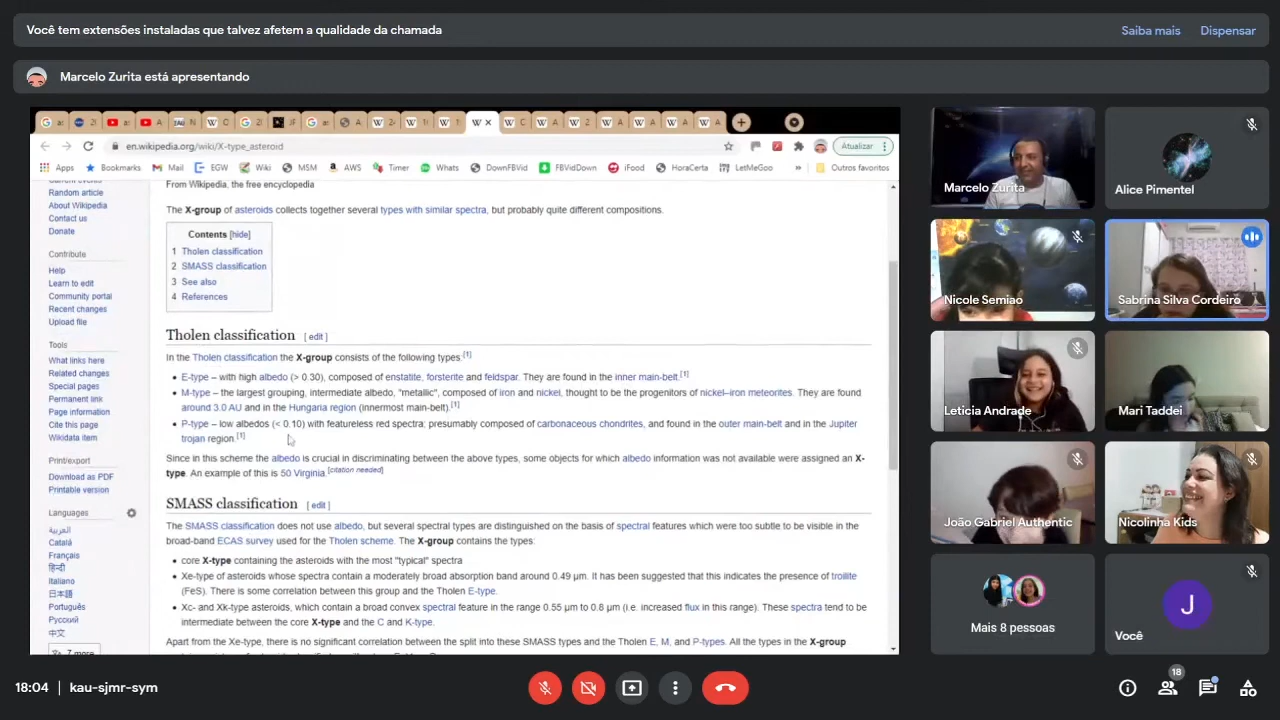 Você tem extensões instaladas que talvez afetem a qualidade da chamada
Saiba mais
Dispensar
Marcelo Zurita está apresentando
en.wikipedia.org/wiki/X-type_asteroid
Atualizar
Apps
Bookmarks
Mail
EGW
Wiki
MSM
AWS
Timer
Whats
DownFBVid
FBVidDown
iFood
HoraCerta
LetMeGoo
»
Outros favoritos
Random article
About Wikipedia
Contact us
Donate
Contribute
Help
Learn to edit
Community portal
Recent changes
Upload file
Tools
What links here
Related changes
Special pages
Permanent link
Page information
Cite this page
Wikidata item
Print/export
Download as PDF
Printable version
Languages
العربية
Català
Français
हिन्दी
Italiano
日本語
Português
Русский
中文
7 more
From Wikipedia, the free encyclopedia
The X-group of asteroids collects together several types with similar spectra, but probably quite different compositions.
Contents [hide]
1 Tholen classification
2 SMASS classification
3 See also
4 References
Tholen classification [ edit ]
In the Tholen classification the X-group consists of the following types:[1]
• E-type – with high albedo (> 0.30), composed of enstatite, forsterite and feldspar. They are found in the inner main-belt.[1]
• M-type – the largest grouping, intermediate albedo, "metallic", composed of iron and nickel, thought to be the progenitors of nickel–iron meteorites. They are found
around 3.0 AU and in the Hungaria region (innermost main-belt).[1]
• P-type – low albedos (< 0.10) with featureless red spectra; presumably composed of carbonaceous chondrites, and found in the outer main-belt and in the Jupiter
trojan region.[1]
Since in this scheme the albedo is crucial in discriminating between the above types, some objects for which albedo information was not available were assigned an X-
type. An example of this is 50 Virginia.[citation needed]
SMASS classification [ edit ]
The SMASS classification does not use albedo, but several spectral types are distinguished on the basis of spectral features which were too subtle to be visible in the
broad-band ECAS survey used for the Tholen scheme. The X-group contains the types:
• core X-type containing the asteroids with the most "typical" spectra
• Xe-type of asteroids whose spectra contain a moderately broad absorption band around 0.49 μm. It has been suggested that this indicates the presence of troilite
(FeS). There is some correlation between this group and the Tholen E-type.
• Xc- and Xk-type asteroids, which contain a broad convex spectral feature in the range 0.55 μm to 0.8 μm (i.e. increased flux in this range). These spectra tend to be
intermediate between the core X-type and the C and K-type.
Apart from the Xe-type, there is no significant correlation between the split into these SMASS types and the Tholen E, M, and P-types. All the types in the X-group
Marcelo Zurita
Alice Pimentel
Nicole Semiao
Sabrina Silva Cordeiro
Leticia Andrade
Mari Taddei
João Gabriel Authentic
Nicolinha Kids
Mais 8 pessoas
J
Você
18:04 | kau-sjmr-sym
18